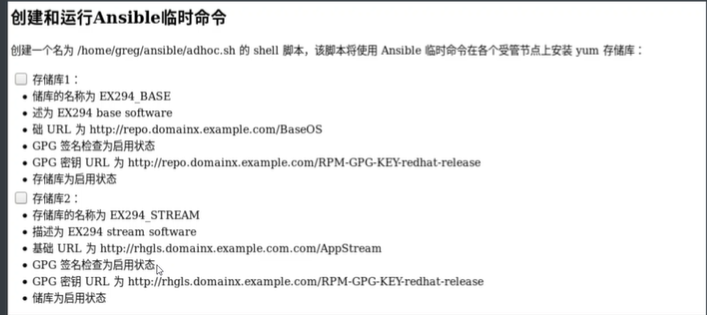 创建和运行Ansible临时命令
创建一个名为 /home/greg/ansible/adhoc.sh 的 shell 脚本，该脚本将使用 Ansible 临时命令在各个受管节点上安装 yum 存储库：
存储库1：
• 储库的名称为 EX294_BASE
• 述为 EX294 base software
• 础 URL 为 http://repo.domainx.example.com/BaseOS
• GPG 签名检查为启用状态
• GPG 密钥 URL 为 http://repo.domainx.example.com/RPM-GPG-KEY-redhat-release
• 存储库为启用状态
存储库2：
• 存储库的名称为 EX294_STREAM
• 描述为 EX294 stream software
• 基础 URL 为 http://rhgls.domainx.example.com.com/AppStream
• GPG 签名检查为启用状态
• GPG 密钥 URL 为 http://rhgls.domainx.example.com/RPM-GPG-KEY-redhat-release
• 储库为启用状态